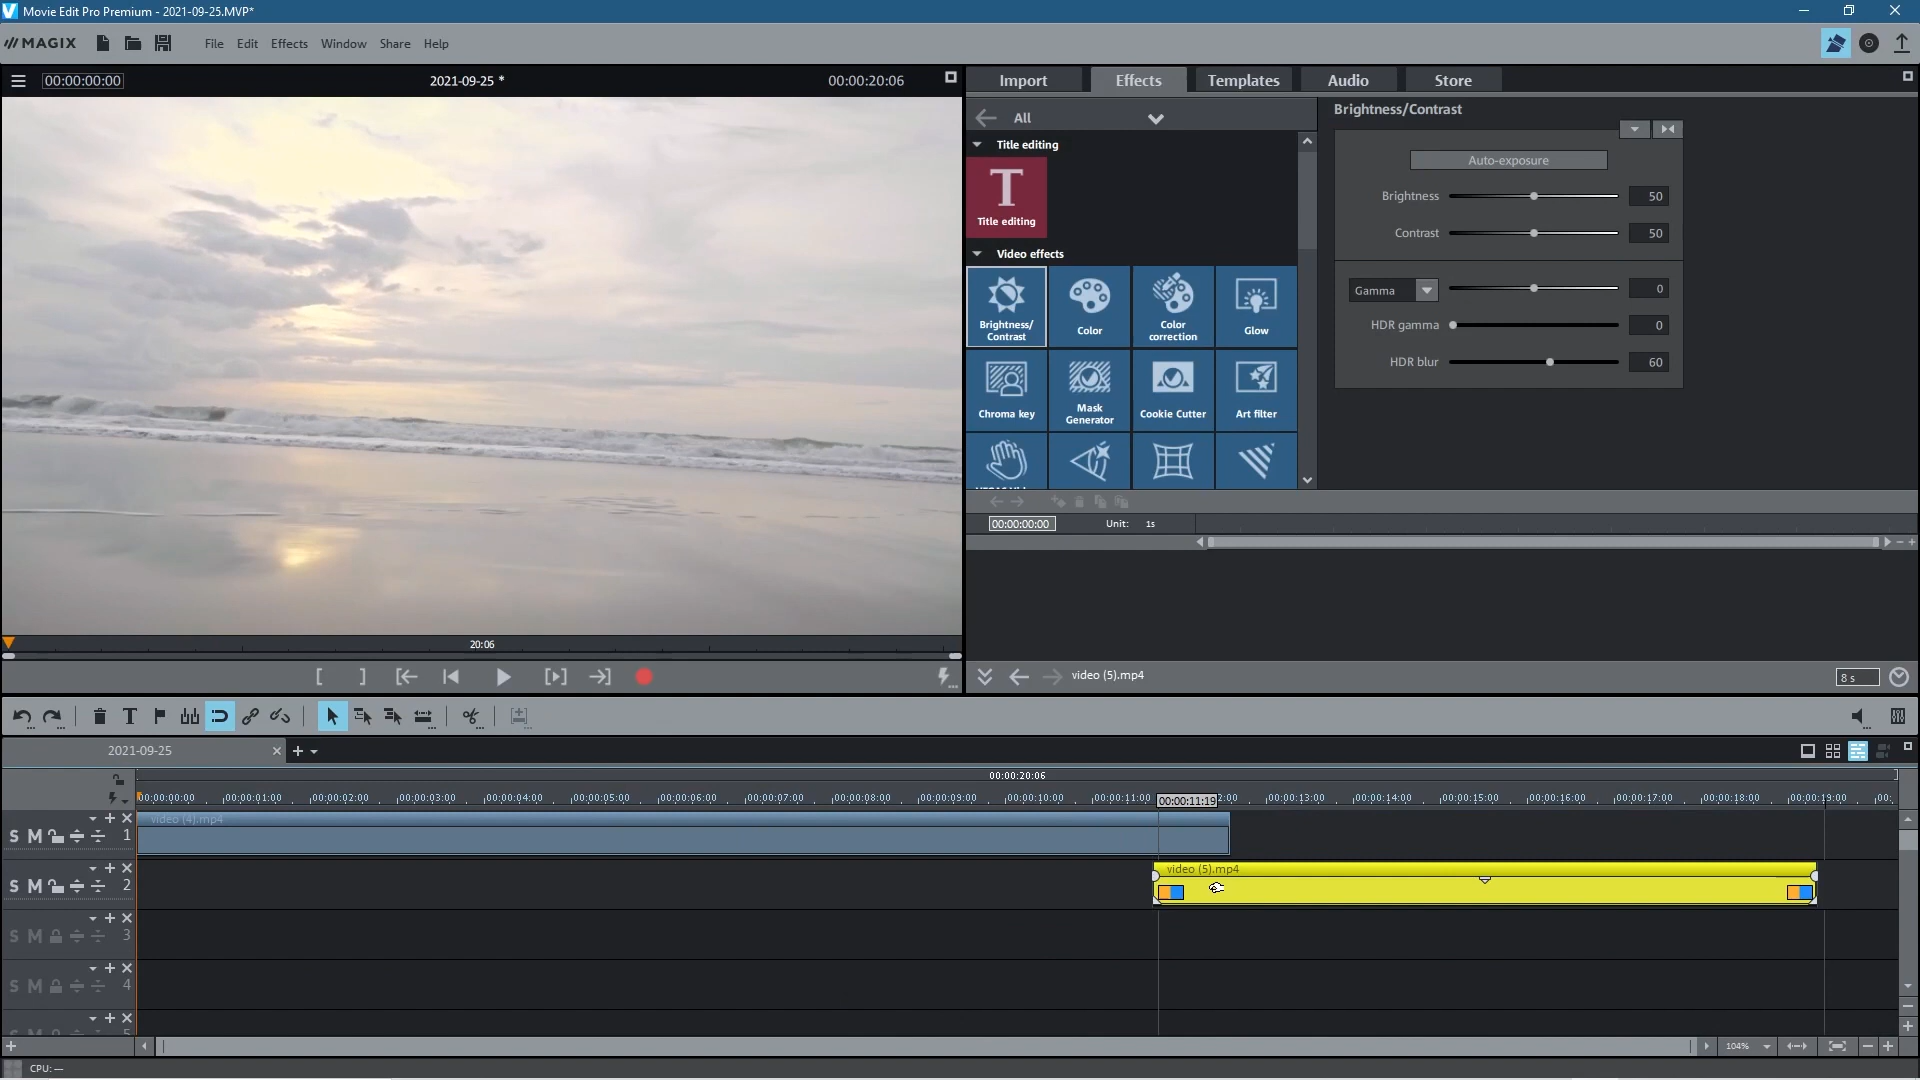 Movie Edit Pro Premium - 2021-09-25.MVP*
MAGIX
File Edit Effects Window Share Help
00:00:00:00 2021-09-25 * 00:00:20:06
Import Effects Templates Audio Store
All
Title editing
T
Title editing
Video effects
Brightness/
Contrast
Color
Color
correction
Glow
Chroma key
Mask
Generator
Cookie Cutter
Art filter
Brightness/Contrast
Auto-exposure
Brightness 50
Contrast 50
Gamma 0
HDR gamma 0
HDR blur 60
00:00:00:00 Unit: 1s
20:06
video (5).mp4 8 s
2021-09-25
00:00:20:06
00:00:00:00 00:00:01:00 00:00:02:00 00:00:03:00 00:00:04:00 00:00:05:00 00:00:06:00 00:00:07:00 00:00:08:00 00:00:09:00 00:00:10:00 00:00:11:00 00:00:11:19 2:00 00:00:13:00 00:00:14:00 00:00:15:00 00:00:16:00 00:00:17:00 00:00:18:00 00:00:19:00 00:
video (4).mp4
S M 1
video (5).mp4
S M 2
S M 3
S M 4
104%
CPU: —